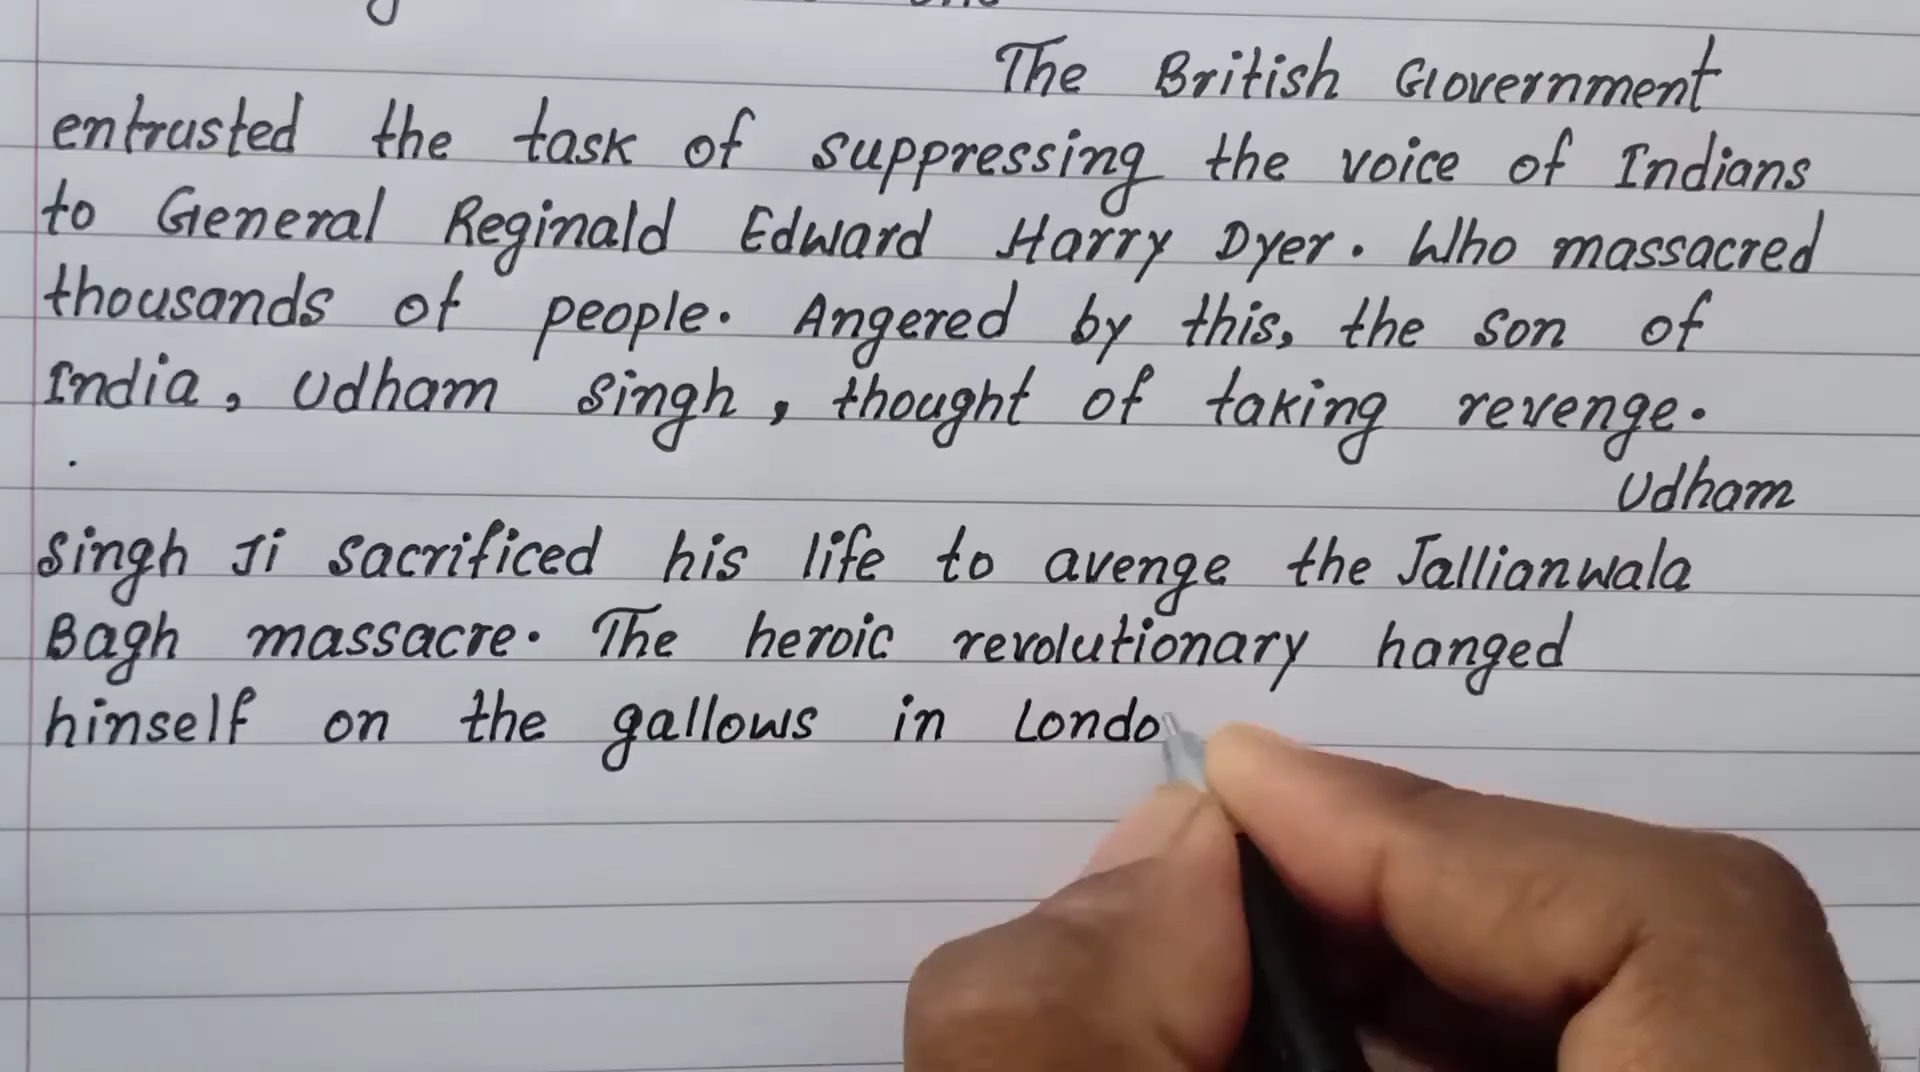 The British Government
entrusted the task of suppressing the voice of Indians
to General Reginald Edward Harry Dyer. Who massacred
thousands of people. Angered by this, the son of
India, Udham Singh, thought of taking revenge.
Udham
Singh Ji sacrificed his life to avenge the Jallianwala
Bagh massacre. The heroic revolutionary hanged
hinself on the gallows in Londo